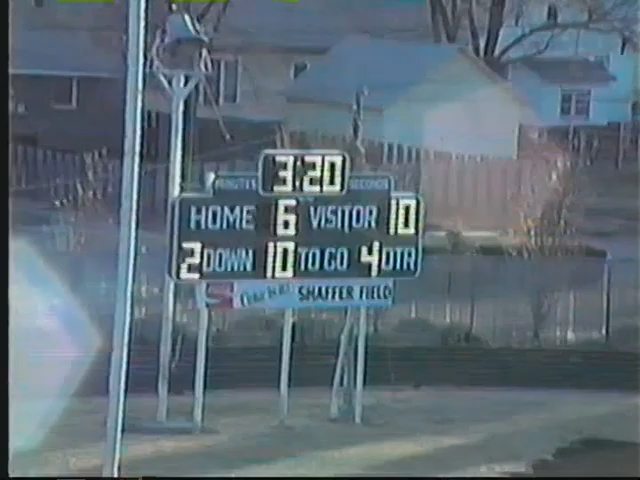 3:20
MINUTES SECONDS
HOME 6 VISITOR 10
2 DOWN 10 TO GO 4 QTR
SHAFFER FIELD